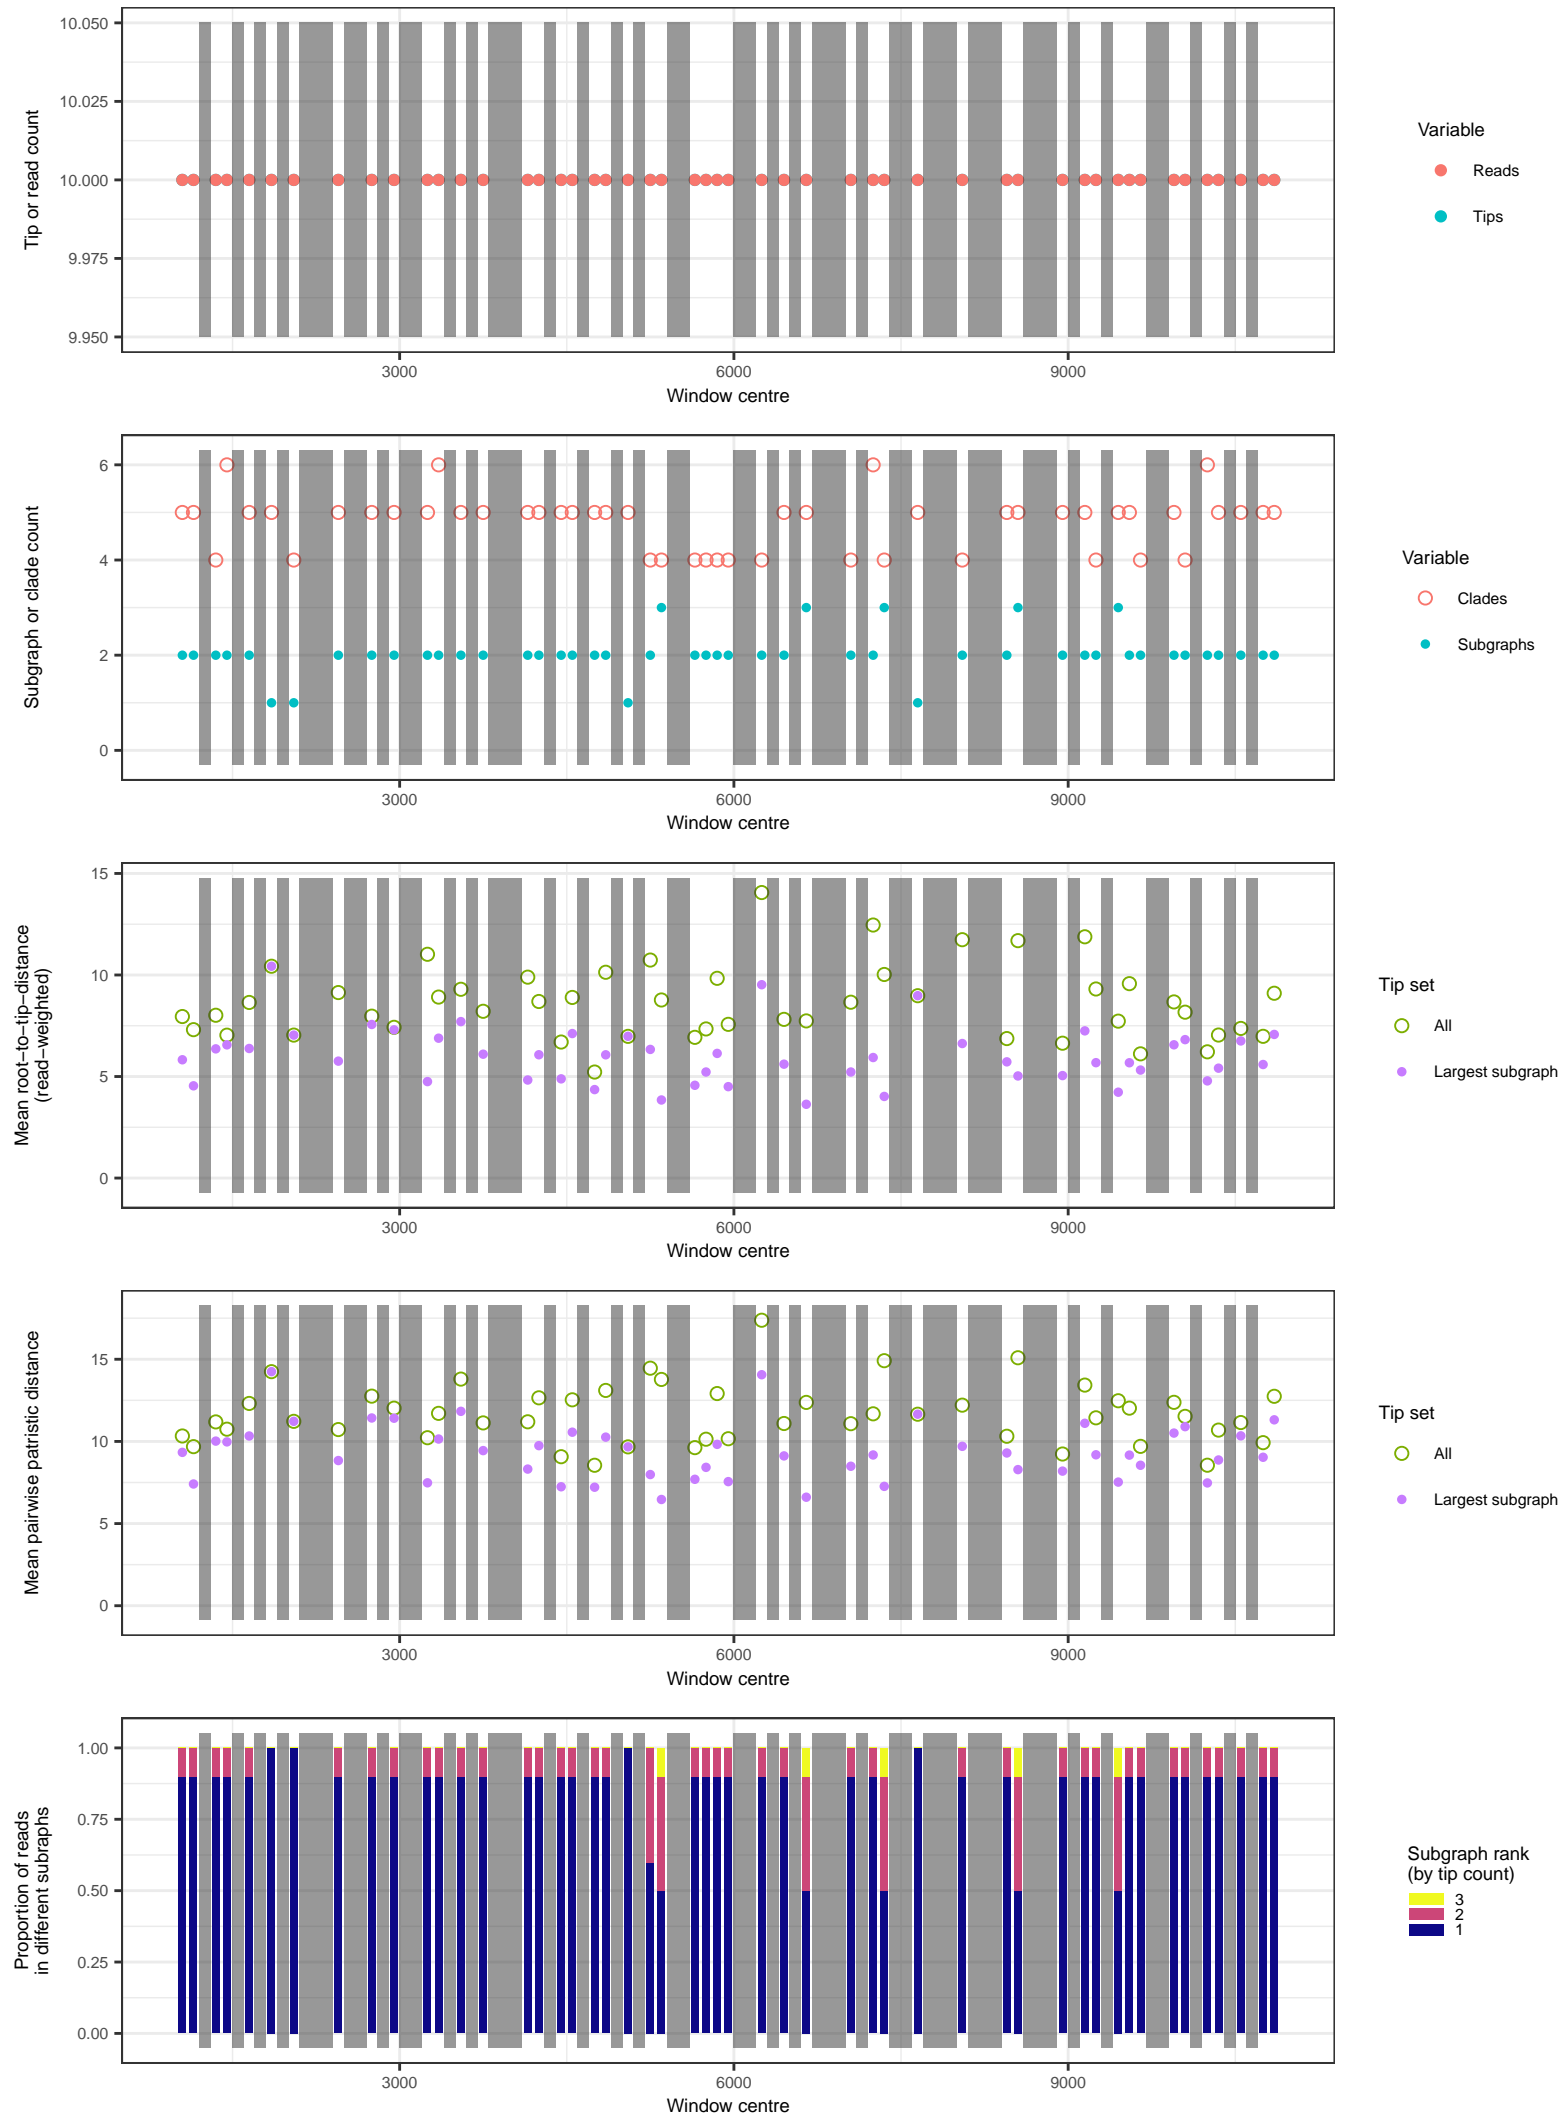 10.050
10.025
10.000
9.975
9.950
Tip or read count
3000
6000
9000
Window centre
Variable
Reads
Tips
6
4
2
0
Subgraph or clade count
3000
6000
9000
Window centre
Variable
Clades
Subgraphs
15
10
5
0
Mean root−to−tip−distance
(read−weighted)
3000
6000
9000
Window centre
Tip set
All
Largest subgraph
15
10
5
0
Mean pairwise patristic distance
3000
6000
9000
Window centre
Tip set
All
Largest subgraph
1.00
0.75
0.50
0.25
0.00
Proportion of reads
in different subraphs
3000
6000
9000
Window centre
Subgraph rank
(by tip count)
3
2
1